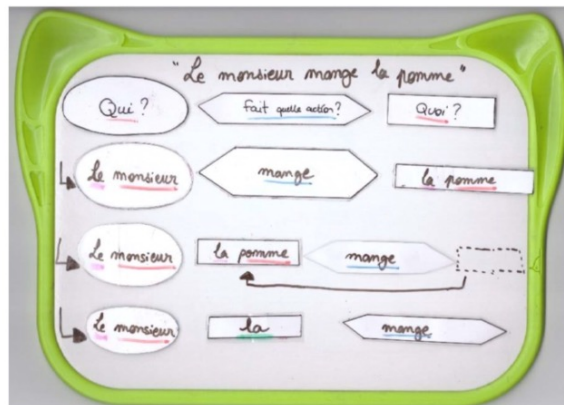 "Le monsieur mange la pomme"
Qui ? Fait quelle action ? Quoi ?
Le monsieur mange la pomme
Le monsieur la pomme mange
Le monsieur la mange